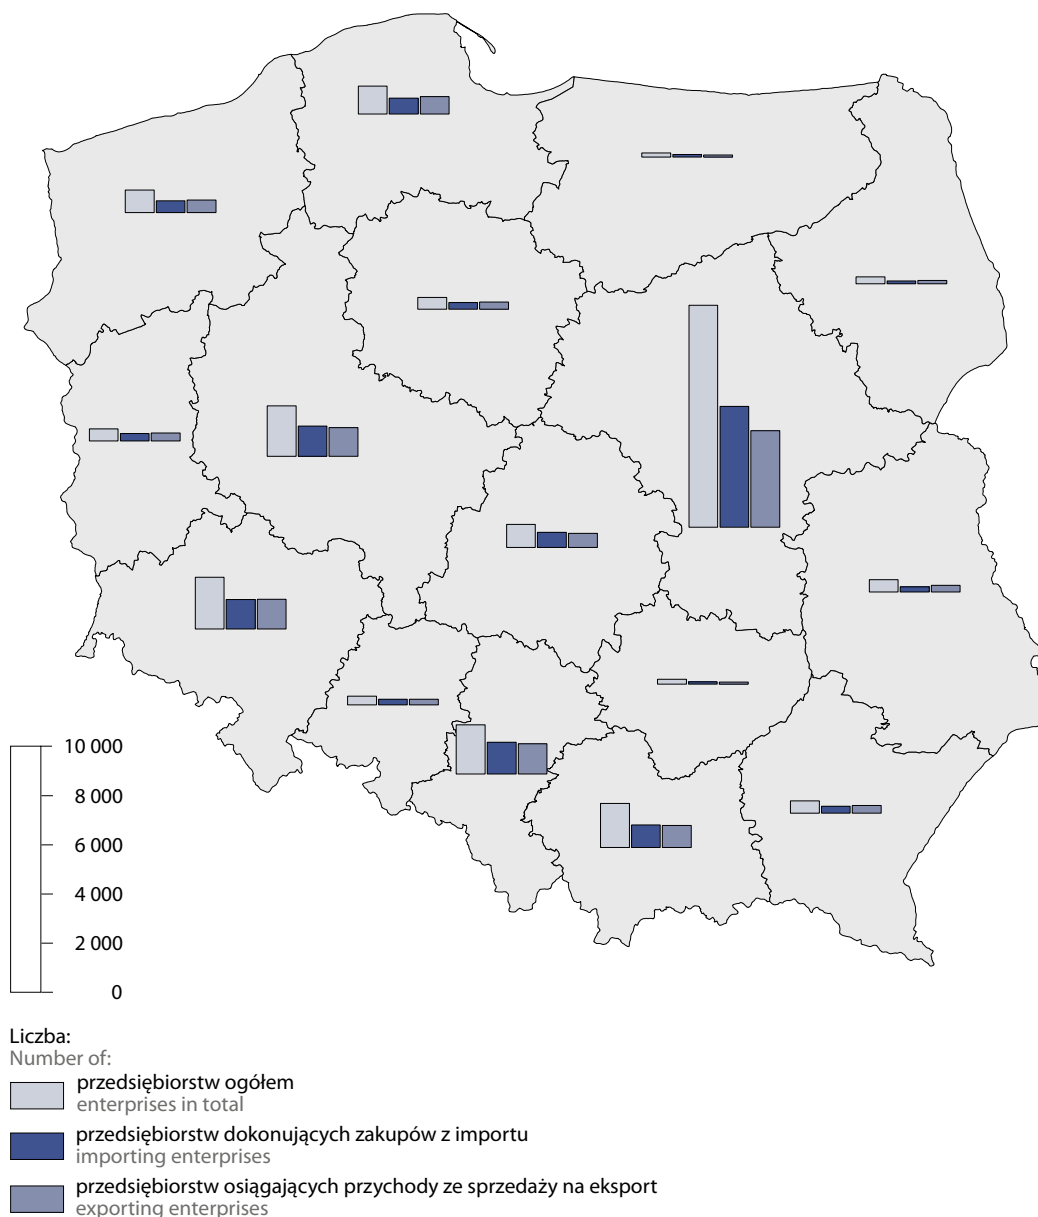 10 000
8 000
6 000
4 000
2 000
0
Liczba:
Number of:
przedsiębiorstw ogółem
enterprises in total
przedsiębiorstw dokonujących zakupów z importu
importing enterprises
przedsiębiorstw osiągających przychody ze sprzedaży na eksport
exporting enterprises